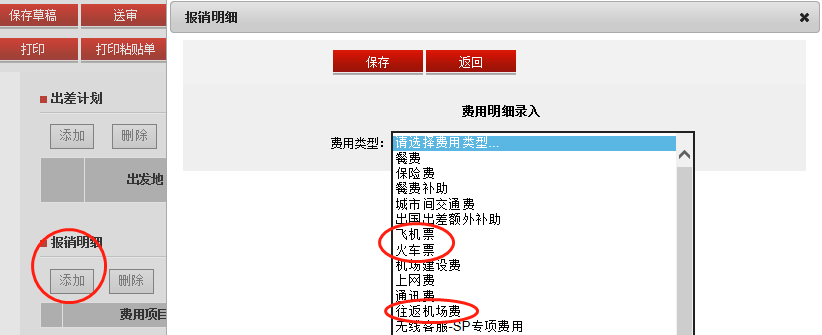 保存草稿 送审
打印 打印粘贴单
出差计划
添加 删除
出发地
报销明细
添加 删除
费用项目
报销明细
保存 返回
费用明细录入
费用类型: 请选择费用类型...
餐费
保险费
餐费补助
城市间交通费
出国出差额外补助
飞机票
火车票
机场建设费
上网费
通讯费
往返机场费
无线客服-SP专项费用